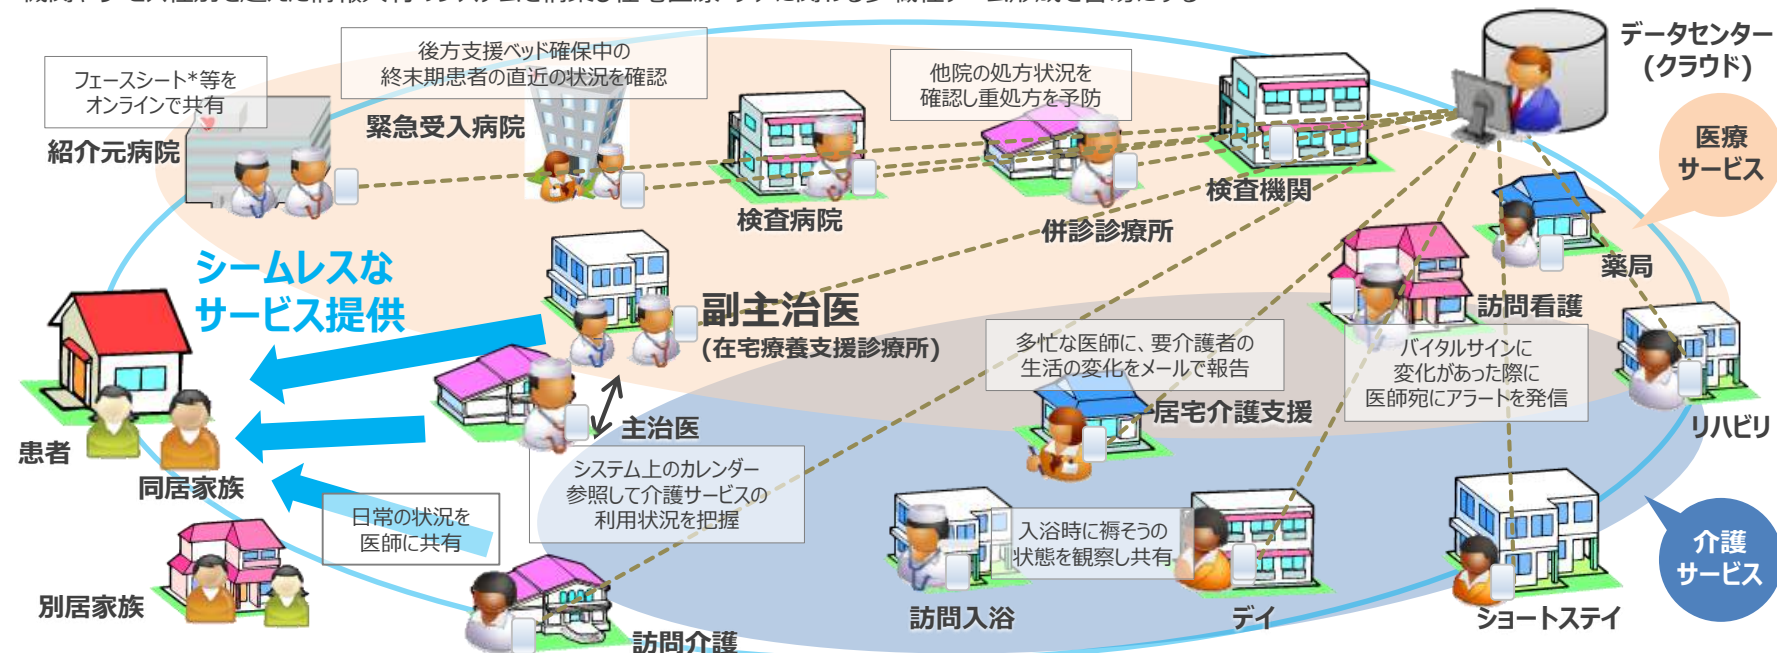 フェースシート*等を
オンラインで共有
紹介元病院
後方支援ベッド確保中の
終末期患者の直近の状況を確認
緊急受入病院
検査病院
他院の処方状況を
確認し重処方を予防
併診診療所
検査機関
データセンター
(クラウド)
医療
サービス
薬局
訪問看護
バイタルサインに
変化があった際に
医師宛にアラートを発信
リハビリ
シームレスな
サービス提供
副主治医
(在宅療養支援診療所)
多忙な医師に、要介護者の
生活の変化をメールで報告
居宅介護支援
主治医
システム上のカレンダー
参照して介護サービスの
利用状況を把握
患者
同居家族
日常の状況を
医師に共有
別居家族
訪問介護
入浴時に褥そうの
状態を観察し共有
訪問入浴
デイ
ショートステイ
介護
サービス